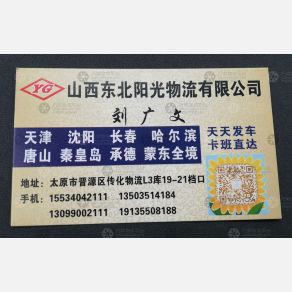 YG 山西东北阳光物流有限公司
刘广文
天津 沈阳 长春 哈尔滨
唐山 秦皇岛 承德 蒙东全境
天天发车
卡班直达
地址：太原市晋源区传化物流L3库19-21档口
手机：15534042111 13503514184
13099002111 19135508188